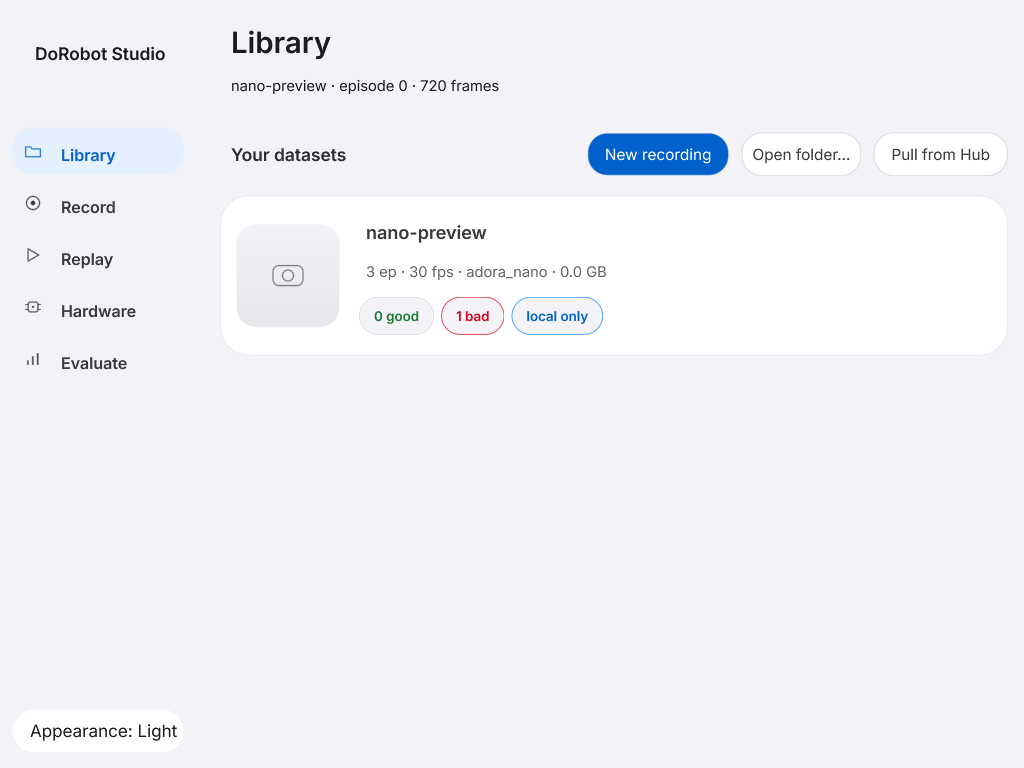 DoRobot Studio
Library
nano-preview · episode 0 · 720 frames
Library
Record
Replay
Hardware
Evaluate
Your datasets
New recording
Open folder...
Pull from Hub
nano-preview
3 ep · 30 fps · adora_nano · 0.0 GB
0 good
1 bad
local only
Appearance: Light